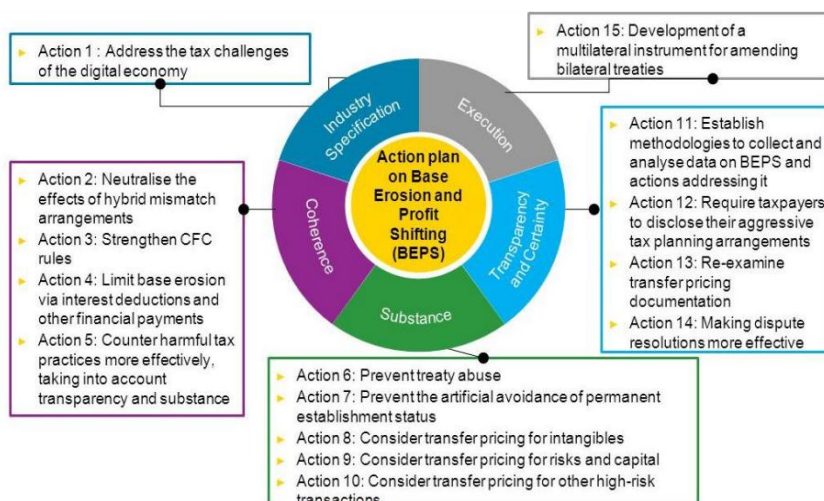 Action 1 : Address the tax challenges
of the digital economy
Action 15: Development of a
multilateral instrument for amending
bilateral treaties
Industry
Specification
Execution
Action plan
on Base
Erosion and
Profit
Shifting
(BEPS)
Coherence
Transparency
and Certainty
Substance
Action 2: Neutralise the
effects of hybrid mismatch
arrangements
Action 3: Strengthen CFC
rules
Action 4: Limit base erosion
via interest deductions and
other financial payments
Action 5: Counter harmful tax
practices more effectively,
taking into account
transparency and substance
Action 11: Establish
methodologies to collect and
analyse data on BEPS and
actions addressing it
Action 12: Require taxpayers
to disclose their aggressive
tax planning arrangements
Action 13: Re-examine
transfer pricing
documentation
Action 14: Making dispute
resolutions more effective
Action 6: Prevent treaty abuse
Action 7: Prevent the artificial avoidance of permanent
establishment status
Action 8: Consider transfer pricing for intangibles
Action 9: Consider transfer pricing for risks and capital
Action 10: Consider transfer pricing for other high-risk
transactions